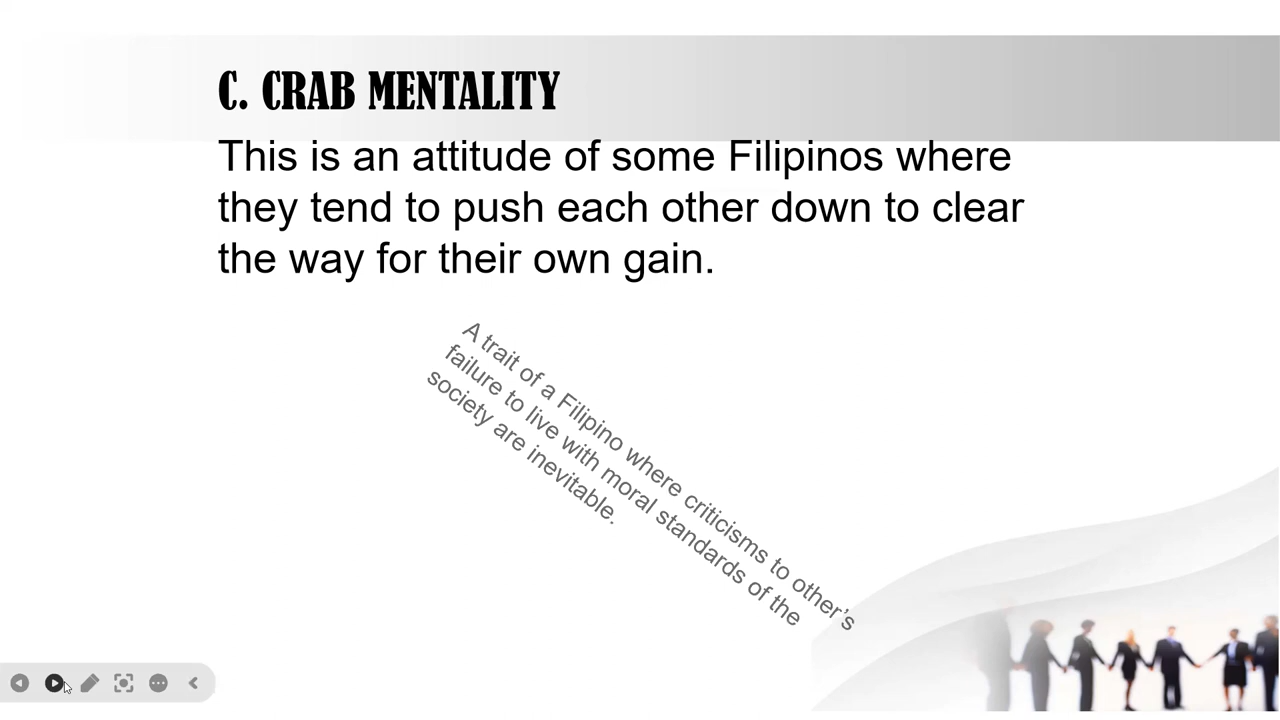 C. CRAB MENTALITY
This is an attitude of some Filipinos where
they tend to push each other down to clear
the way for their own gain.
A trait of a Filipino where criticisms to other’s
failure to live with moral standards of the
society are inevitable.